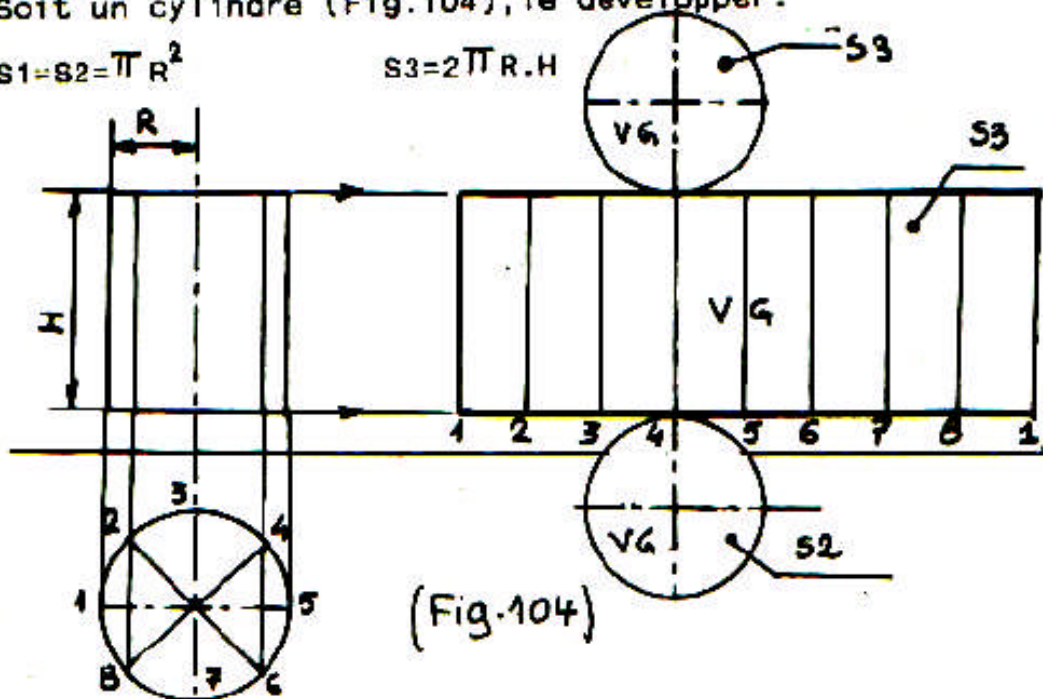 Soit un cylindre (Fig.104), le développer.
S1=S2=πR² S3=2πR.H
S3
R
VG
S3
H
VG
1 2 3 4 5 6 7 8 1
3
2 4
VG
S2
1 5
(Fig.104)
8 7 6